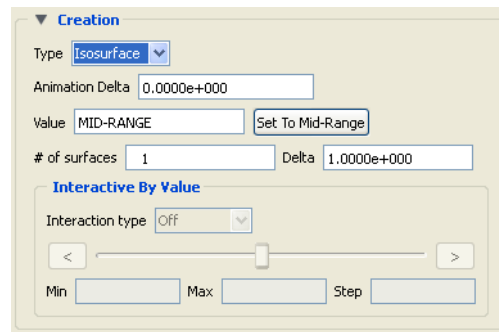 Creation
Type Isosurface
Animation Delta 0.0000e+000
Value MID-RANGE Set To Mid-Range
# of surfaces 1 Delta 1.0000e+000
Interactive By Value
Interaction type Off
< >
Min Max Step